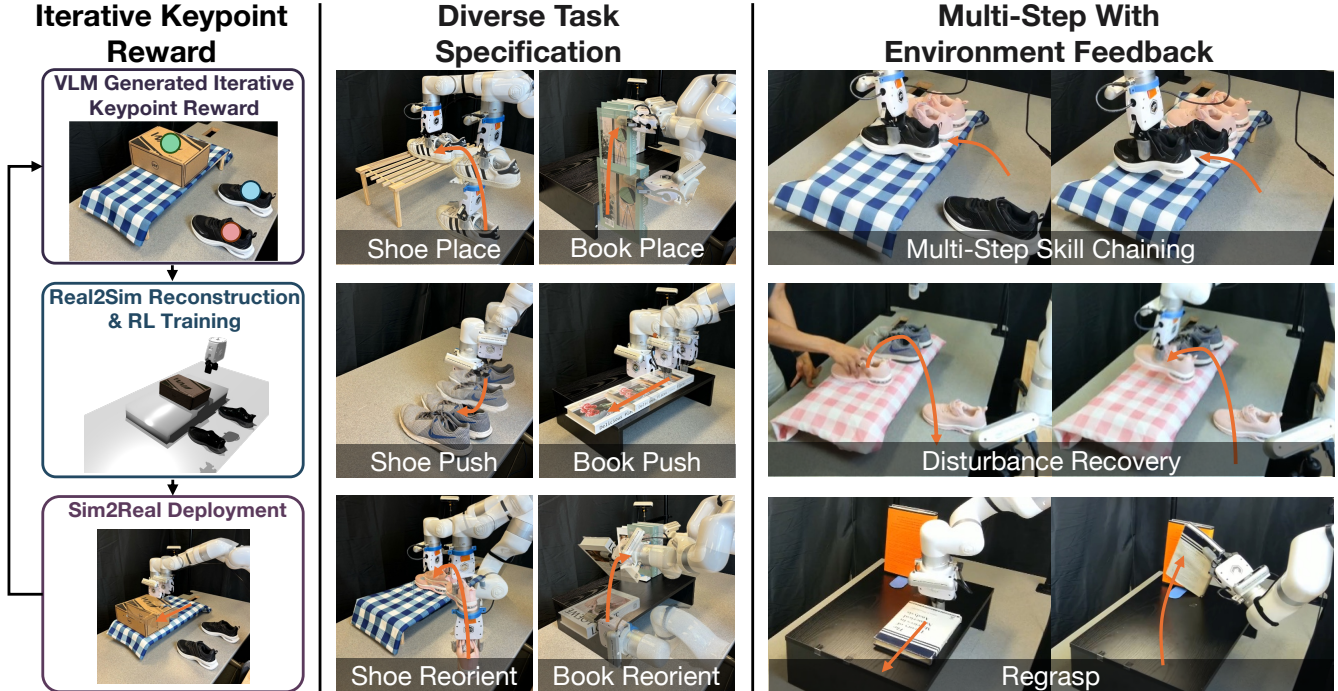 Iterative Keypoint
Reward
VLM Generated Iterative
Keypoint Reward
Real2Sim Reconstruction
& RL Training
Sim2Real Deployment
Diverse Task
Specification
Shoe Place
Book Place
Shoe Push
Book Push
Shoe Reorient
Book Reorient
Multi-Step With
Environment Feedback
Multi-Step Skill Chaining
Disturbance Recovery
Regrasp